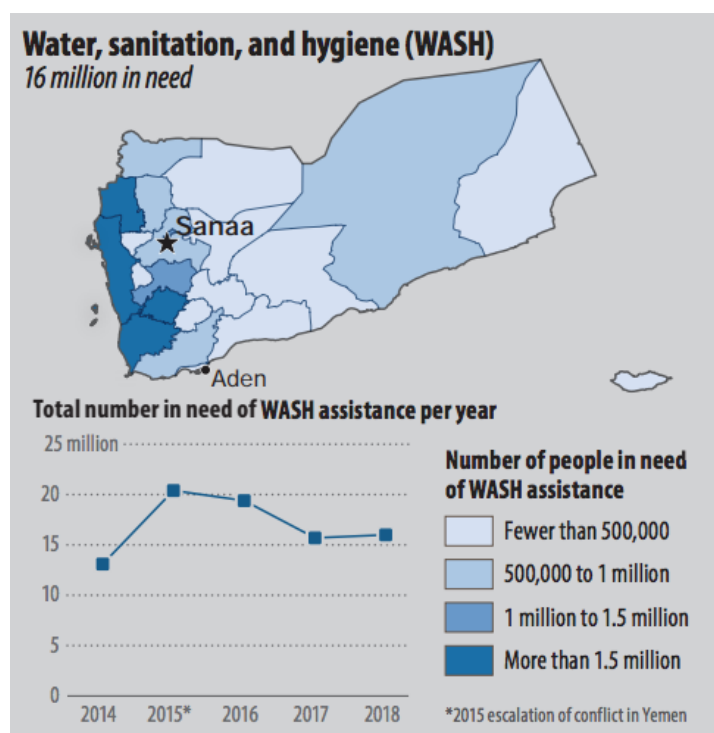 Water, sanitation, and hygiene (WASH)
16 million in need
Sanaa
Aden
Total number in need of WASH assistance per year
25 million
20
15
10
5
0
2014 2015* 2016 2017 2018
Number of people in need
of WASH assistance
Fewer than 500,000
500,000 to 1 million
1 million to 1.5 million
More than 1.5 million
*2015 escalation of conflict in Yemen